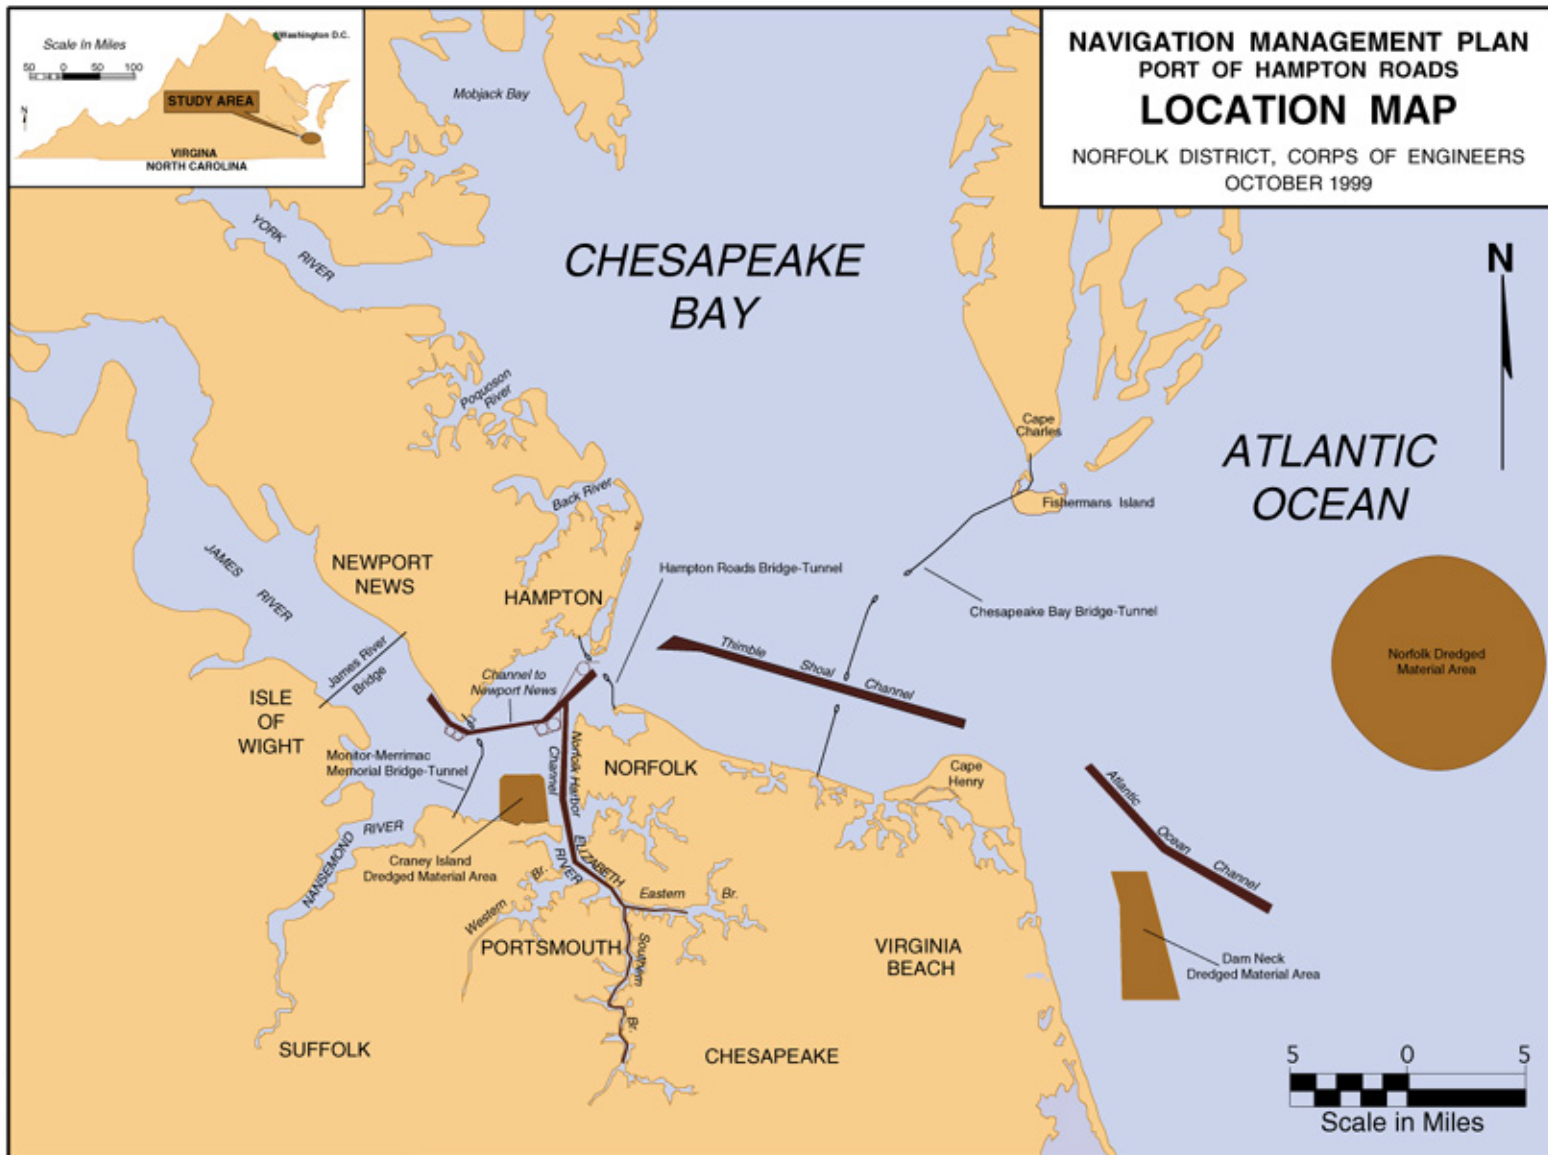 Scale In Miles
50 0 50 100
Washington D.C.
N
STUDY AREA
VIRGINA
NORTH CAROLINA
NAVIGATION MANAGEMENT PLAN
PORT OF HAMPTON ROADS
LOCATION MAP
NORFOLK DISTRICT, CORPS OF ENGINEERS
OCTOBER 1999
Mobjack Bay
YORK RIVER
CHESAPEAKE
BAY
N
Poquoson
River
Cape
Charles
ATLANTIC
OCEAN
Back River
Fishermans Island
JAMES RIVER
NEWPORT
NEWS
HAMPTON
Hampton Roads Bridge-Tunnel
Chesapeake Bay Bridge-Tunnel
James River
Bridge
Channel to
Newport News
Thimble Shoal Channel
Norfolk Dredged
Material Area
ISLE
OF
WIGHT
Monitor-Merrimac
Memorial Bridge-Tunnel
Norfolk Harbor
Channel
NORFOLK
Cape
Henry
Atlantic Ocean Channel
NANSEMOND RIVER
Craney Island
Dredged Material Area
ELIZABETH
RIVER
Western Br.
Eastern Br.
PORTSMOUTH
Southern Br.
VIRGINIA
BEACH
Dam Neck
Dredged Material Area
SUFFOLK
CHESAPEAKE
5 0 5
Scale in Miles